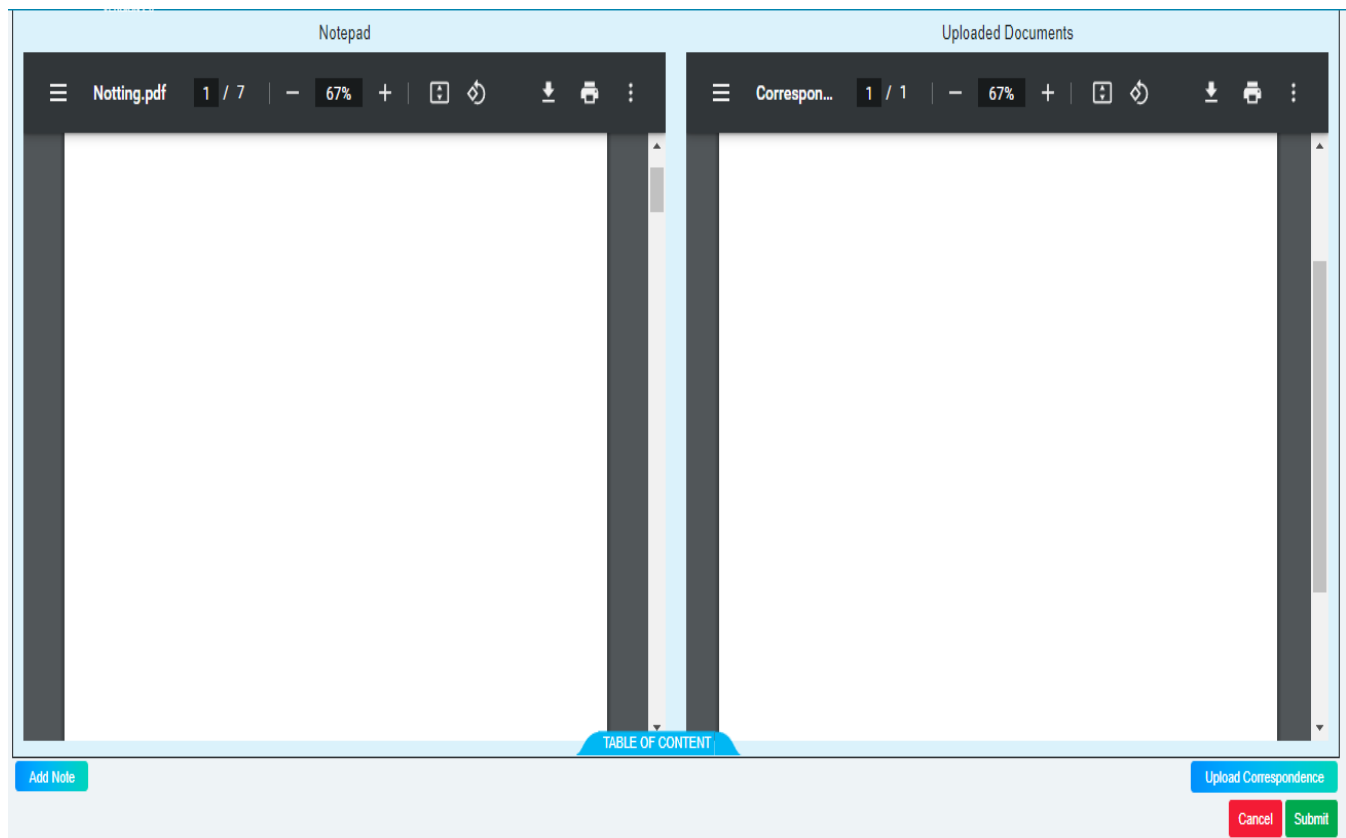 Notepad
Uploaded Documents
Notting.pdf 1 / 7 67%
Correspon... 1 / 1 67%
TABLE OF CONTENT
Add Note
Upload Correspondence
Cancel Submit